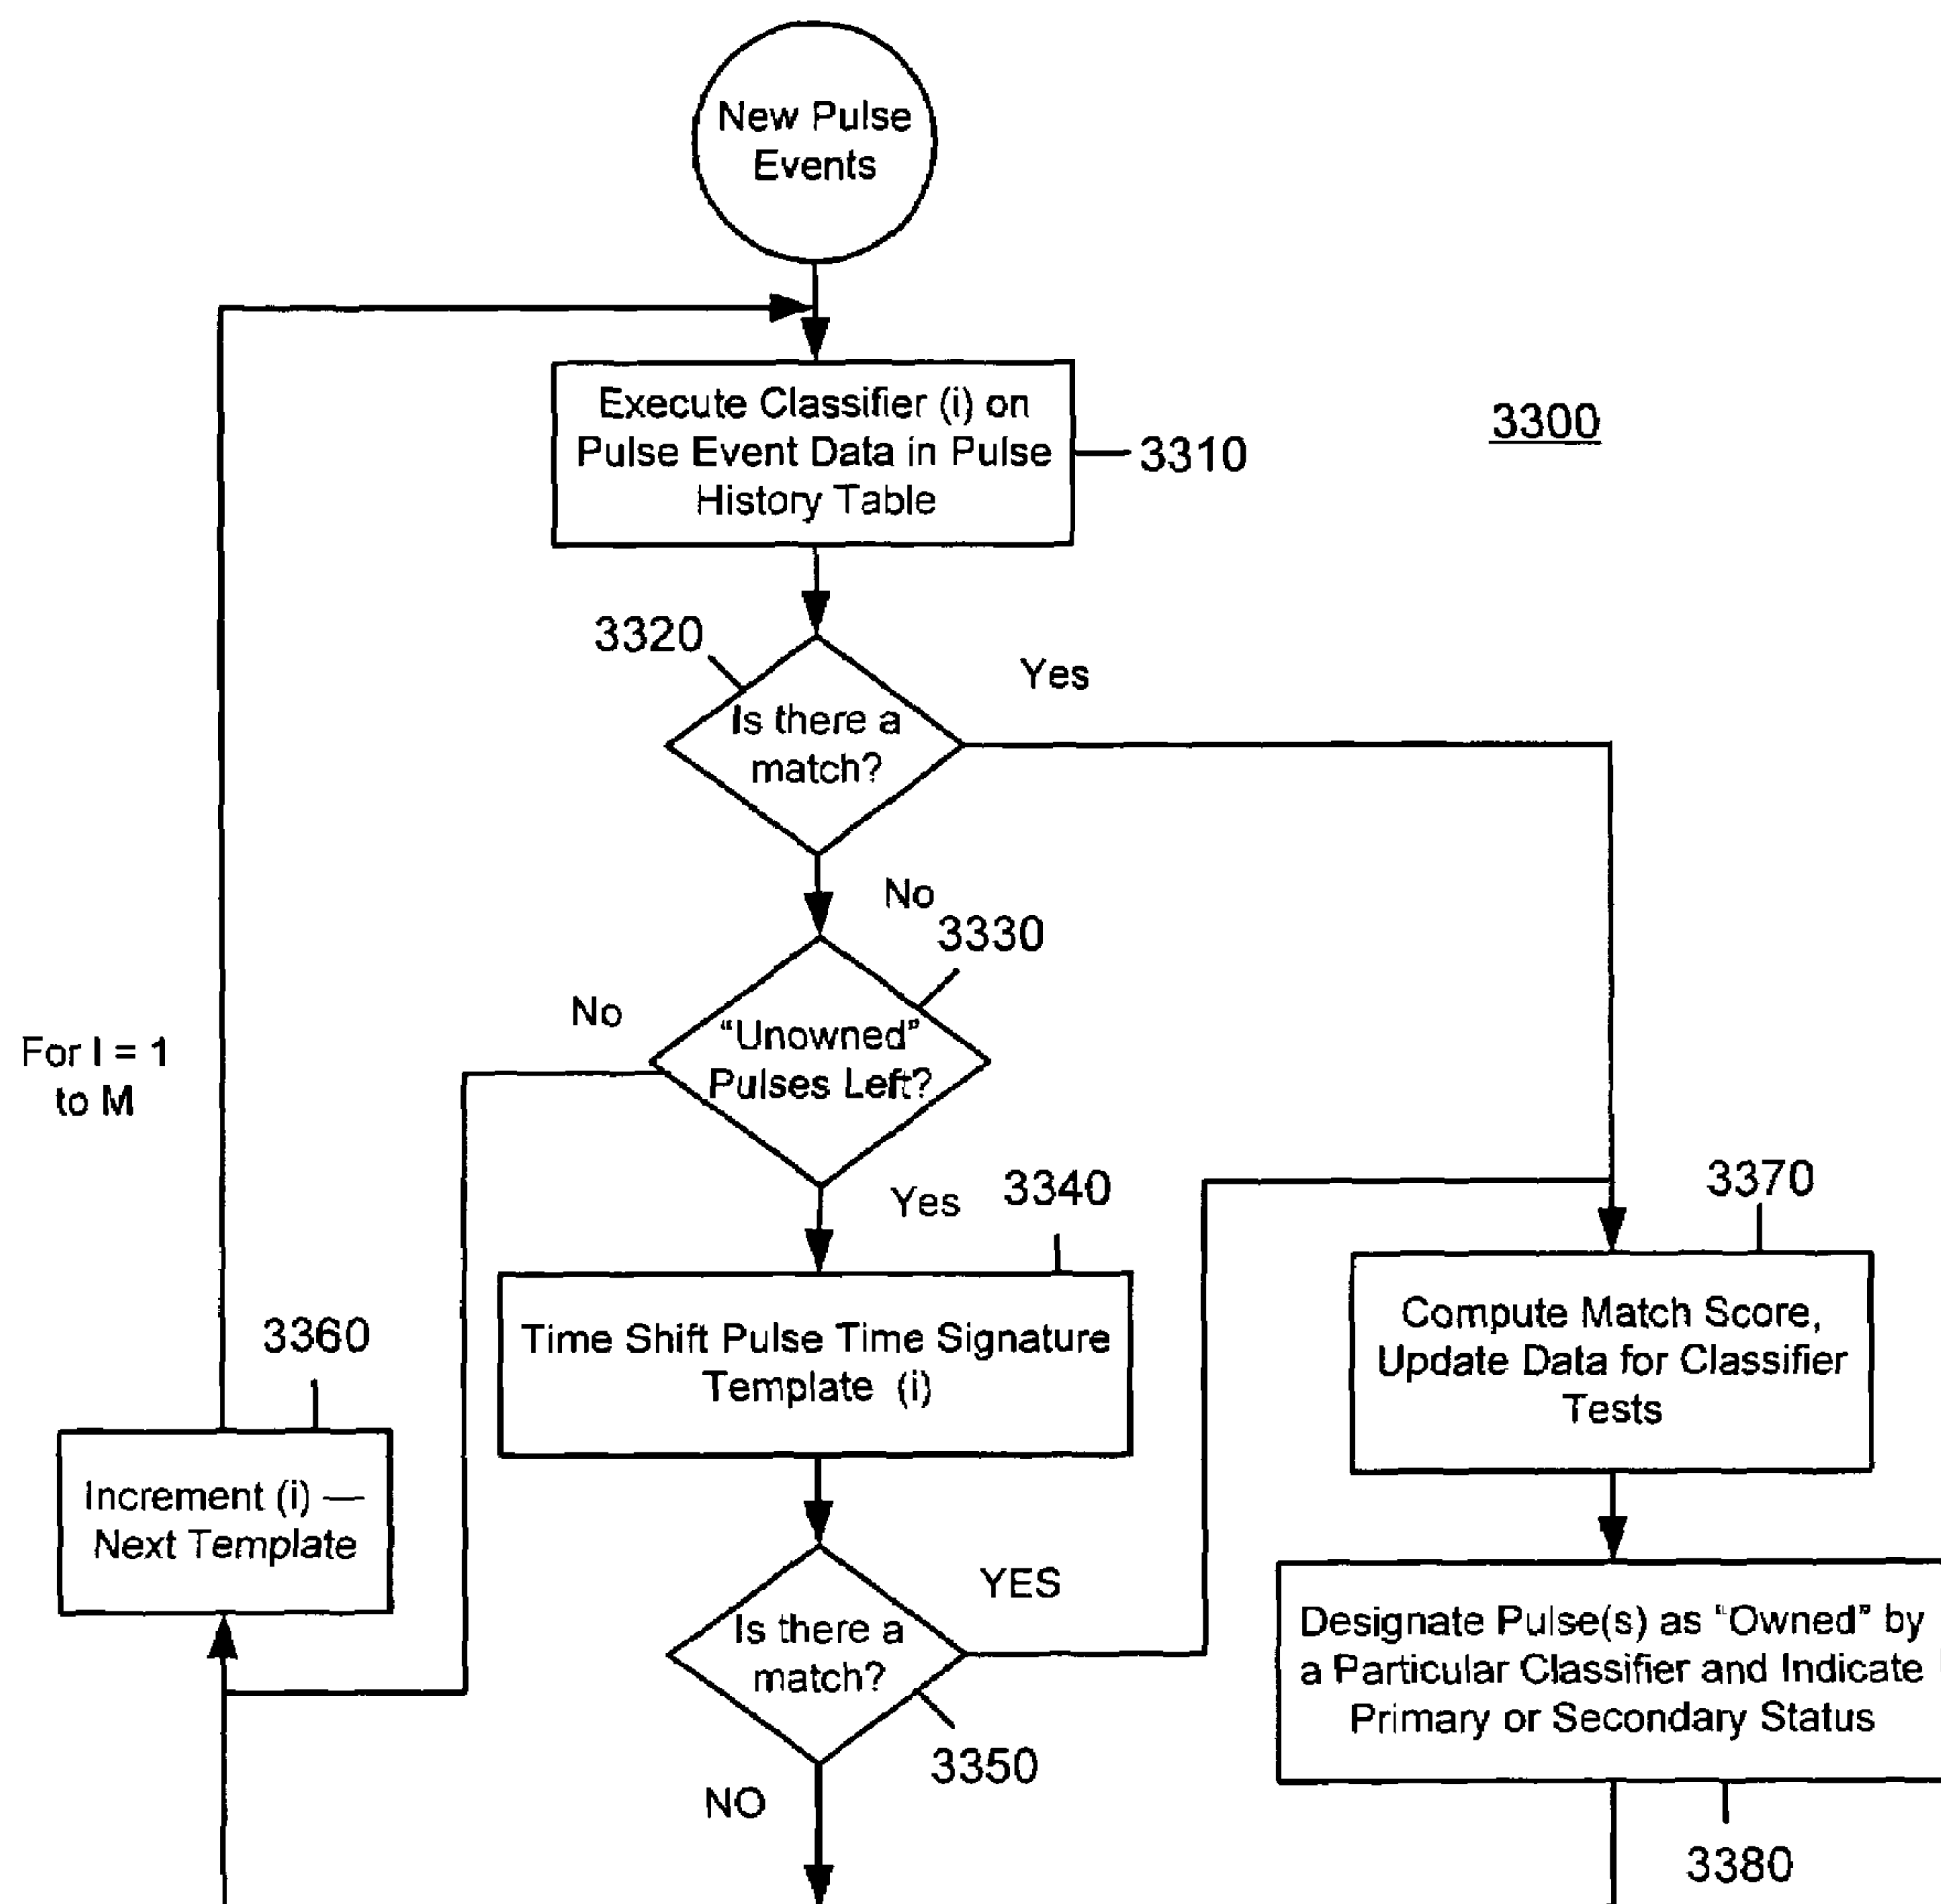 New Pulse
Events
Execute Classifier (i) on
Pulse Event Data in Pulse
History Table
3310
3300
3320
Is there a
match?
Yes
No
3330
No
"Unowned"
Pulses Left?
For I = 1
to M
Yes
3340
3370
Time Shift Pulse Time Signature
Template (i)
Compute Match Score,
Update Data for Classifier
Tests
3360
Increment (i) —
Next Template
YES
Is there a
match?
3350
NO
Designate Pulse(s) as "Owned" by
a Particular Classifier and Indicate
Primary or Secondary Status
3380